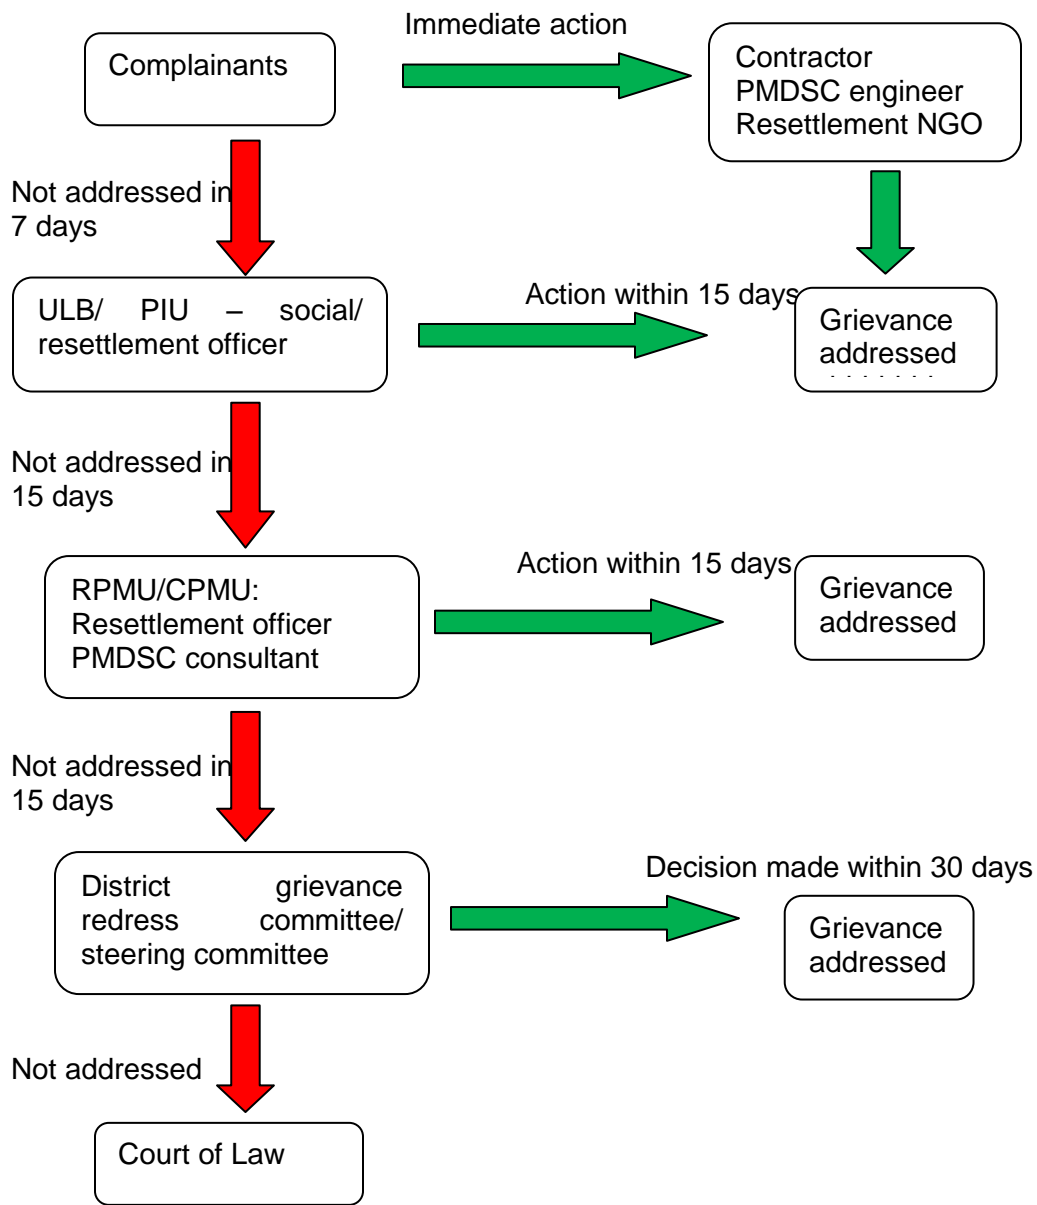 Immediate action
Complainants
Contractor
PMDSC engineer
Resettlement NGO
Not addressed in
7 days
ULB/ PIU – social/
resettlement officer
Action within 15 days
Grievance
addressed
Not addressed in
15 days
RPMU/CPMU:
Resettlement officer
PMDSC consultant
Action within 15 days
Grievance
addressed
Not addressed in
15 days
District grievance
redress committee/
steering committee
Decision made within 30 days
Grievance
addressed
Not addressed
Court of Law